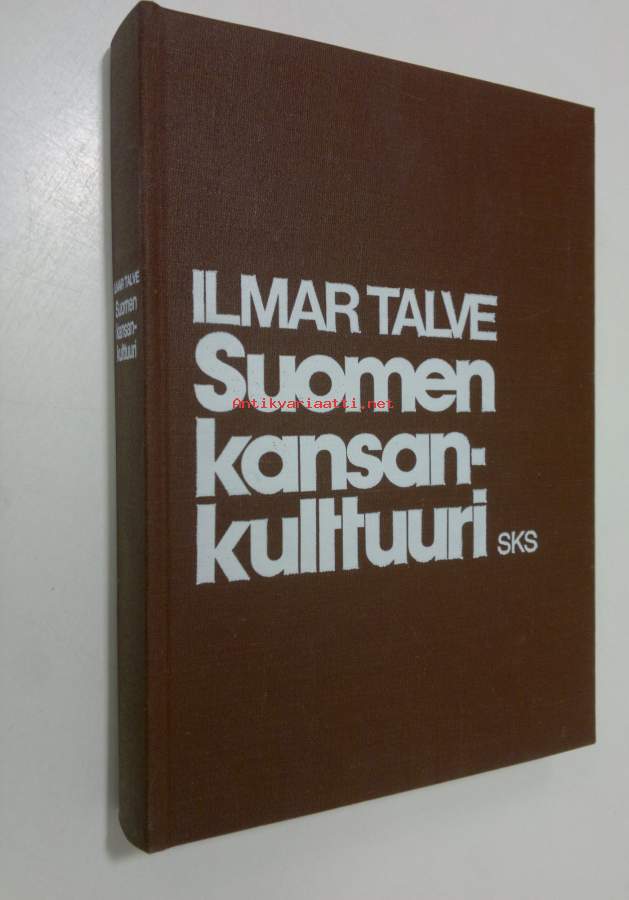 ILMAR TALVE
Suomen
kansan-
kulttuuri
ILMAR TALVE
Suomen
Antikvariaatti.net
kansan-
kulttuuri SKS